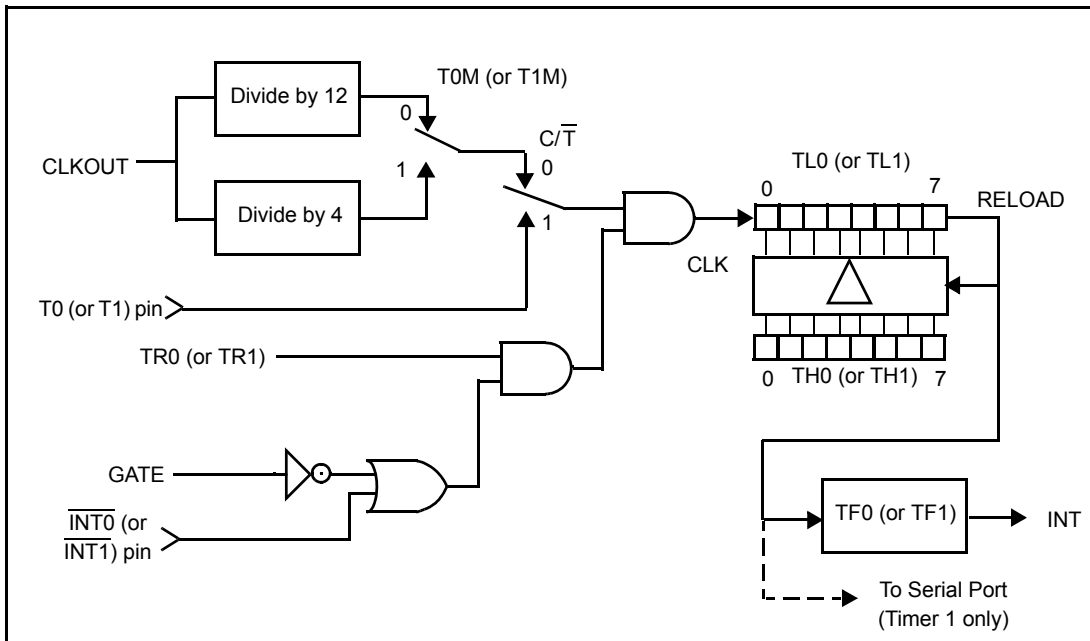 T0M (or T1M)
Divide by 12
0
C/T̅
CLKOUT
0
TL0 (or TL1)
1
0
7
Divide by 4
1
RELOAD
CLK
T0 (or T1) pin
TR0 (or TR1)
0
TH0 (or TH1)
7
GATE
I̅N̅T̅0̅ (or
I̅N̅T̅1̅) pin
TF0 (or TF1)
INT
To Serial Port
(Timer 1 only)